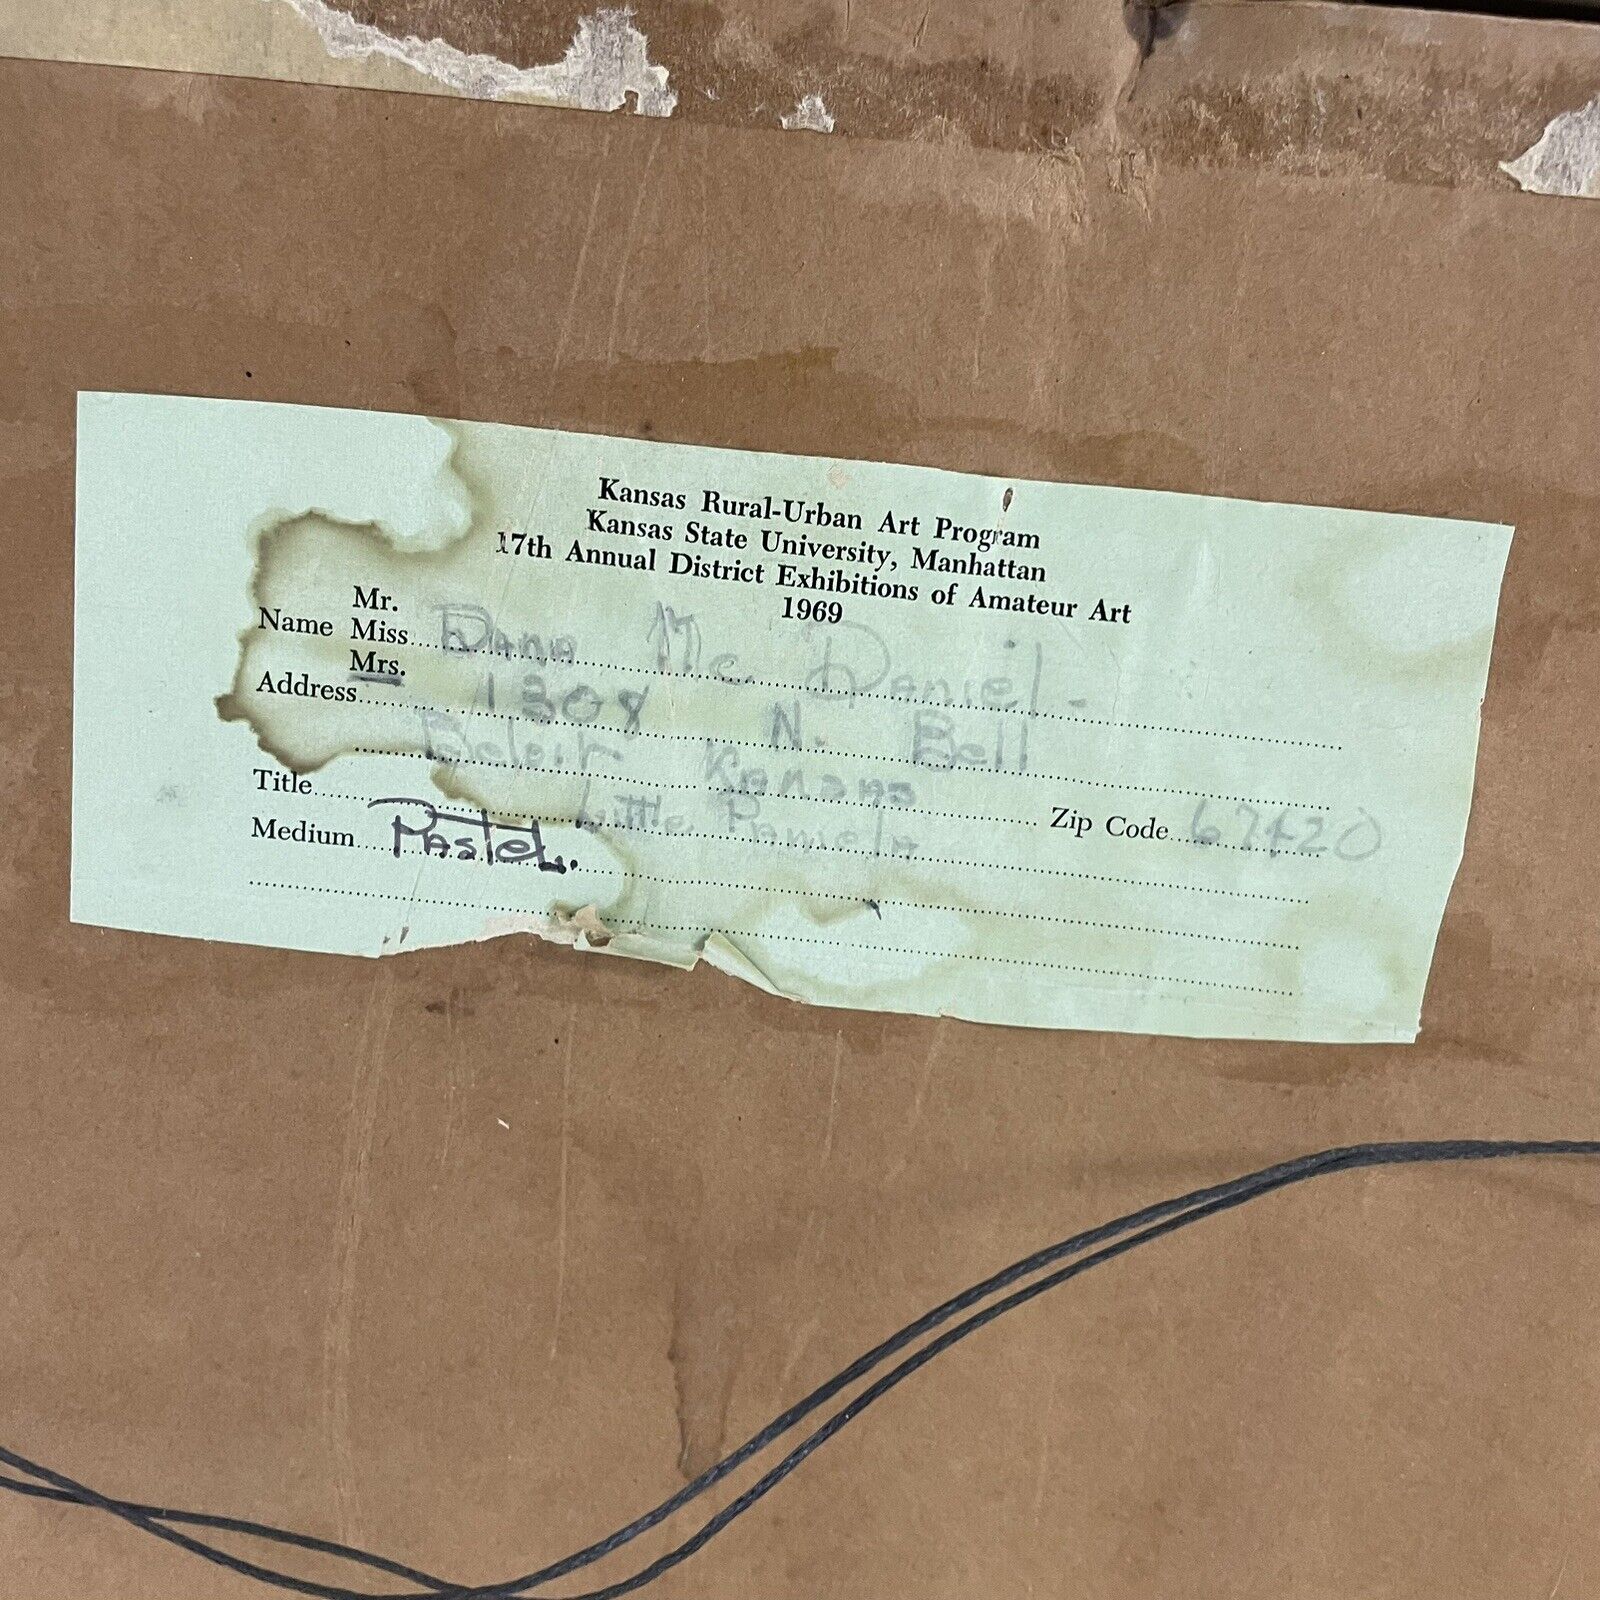 Kansas Rural-Urban Art Program
Kansas State University, Manhattan
17th Annual District Exhibitions of Amateur Art
1969
Mr.
Name Miss Dana Mc Daniel
Mrs.
Address 1308 N. Bell
Beloit Kansas Zip Code 67420
Title Little Pamela
Medium Pastel.